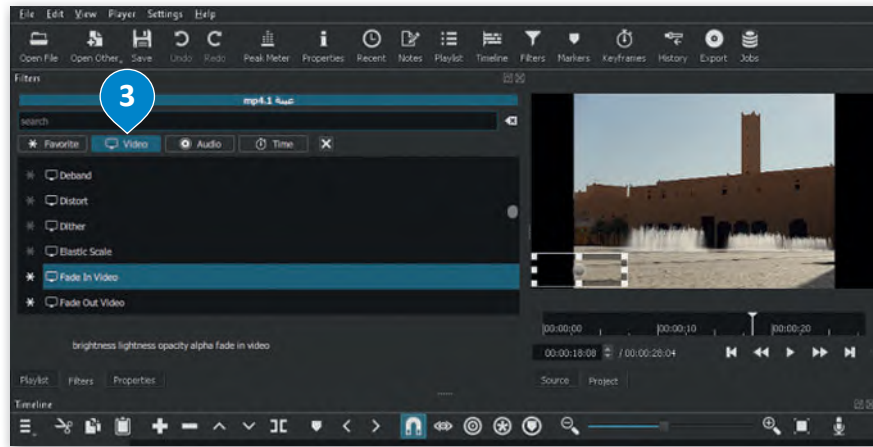 File Edit View Player Settings Help
Open File Open Other... Save Undo Redo Peak Meter Properties Recent Notes Playlist Timeline Filters Markers Keyframes History Export Jobs
Filters
3
عينة mp4.1
search
Favorite Video Audio Time
Deband
Distort
Dither
Elastic Scale
Fade In Video
Fade Out Video
brightness lightness opacity alpha fade in video
00:00:00 00:00:10 00:00:20
00:00:18:08 / 00:00:28:04
Playlist Filters Properties
Source Project
Timeline